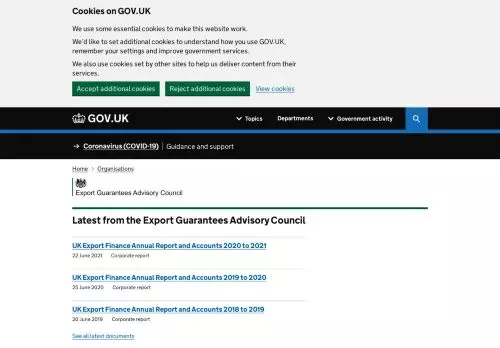 Cookies on GOV.UK
We use some essential cookies to make this website work.
We'd like to set additional cookies to understand how you use GOV.UK,
remember your settings and improve government services.
We also use cookies set by other sites to help us deliver content from their
services.
Accept additional cookies Reject additional cookies View cookies
GOV.UK Topics Departments Government activity
→ Coronavirus (COVID-19) Guidance and support
Home > Organisations
Export Guarantees Advisory Council
Latest from the Export Guarantees Advisory Council
UK Export Finance Annual Report and Accounts 2020 to 2021
22 June 2021 Corporate report
UK Export Finance Annual Report and Accounts 2019 to 2020
25 June 2020 Corporate report
UK Export Finance Annual Report and Accounts 2018 to 2019
20 June 2019 Corporate report
See all latest documents